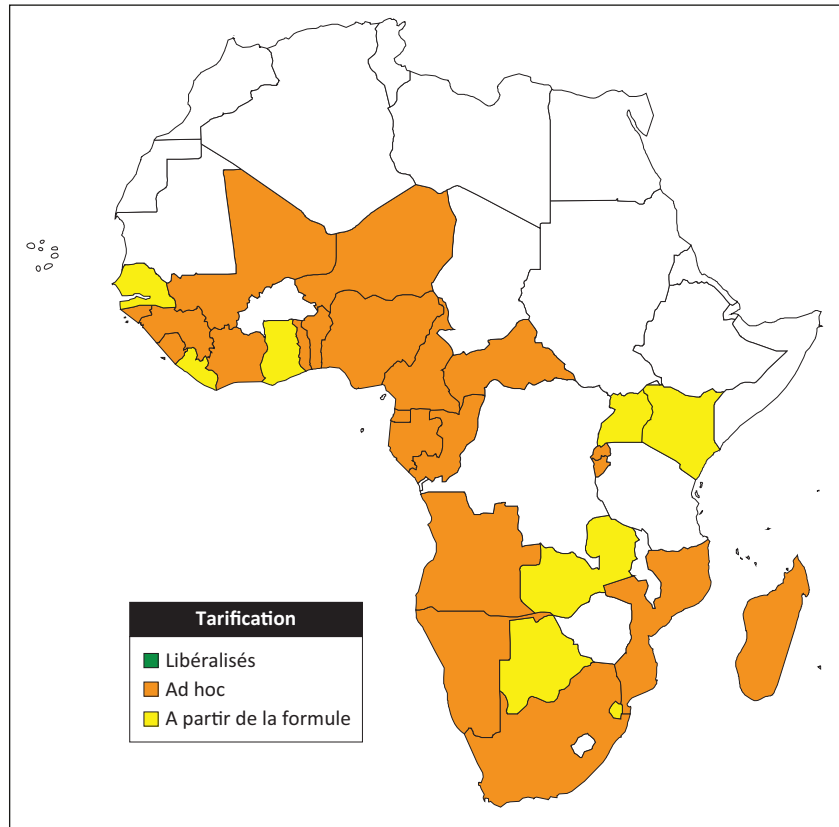 Tarification
Libéralisés
Ad hoc
A partir de la formule